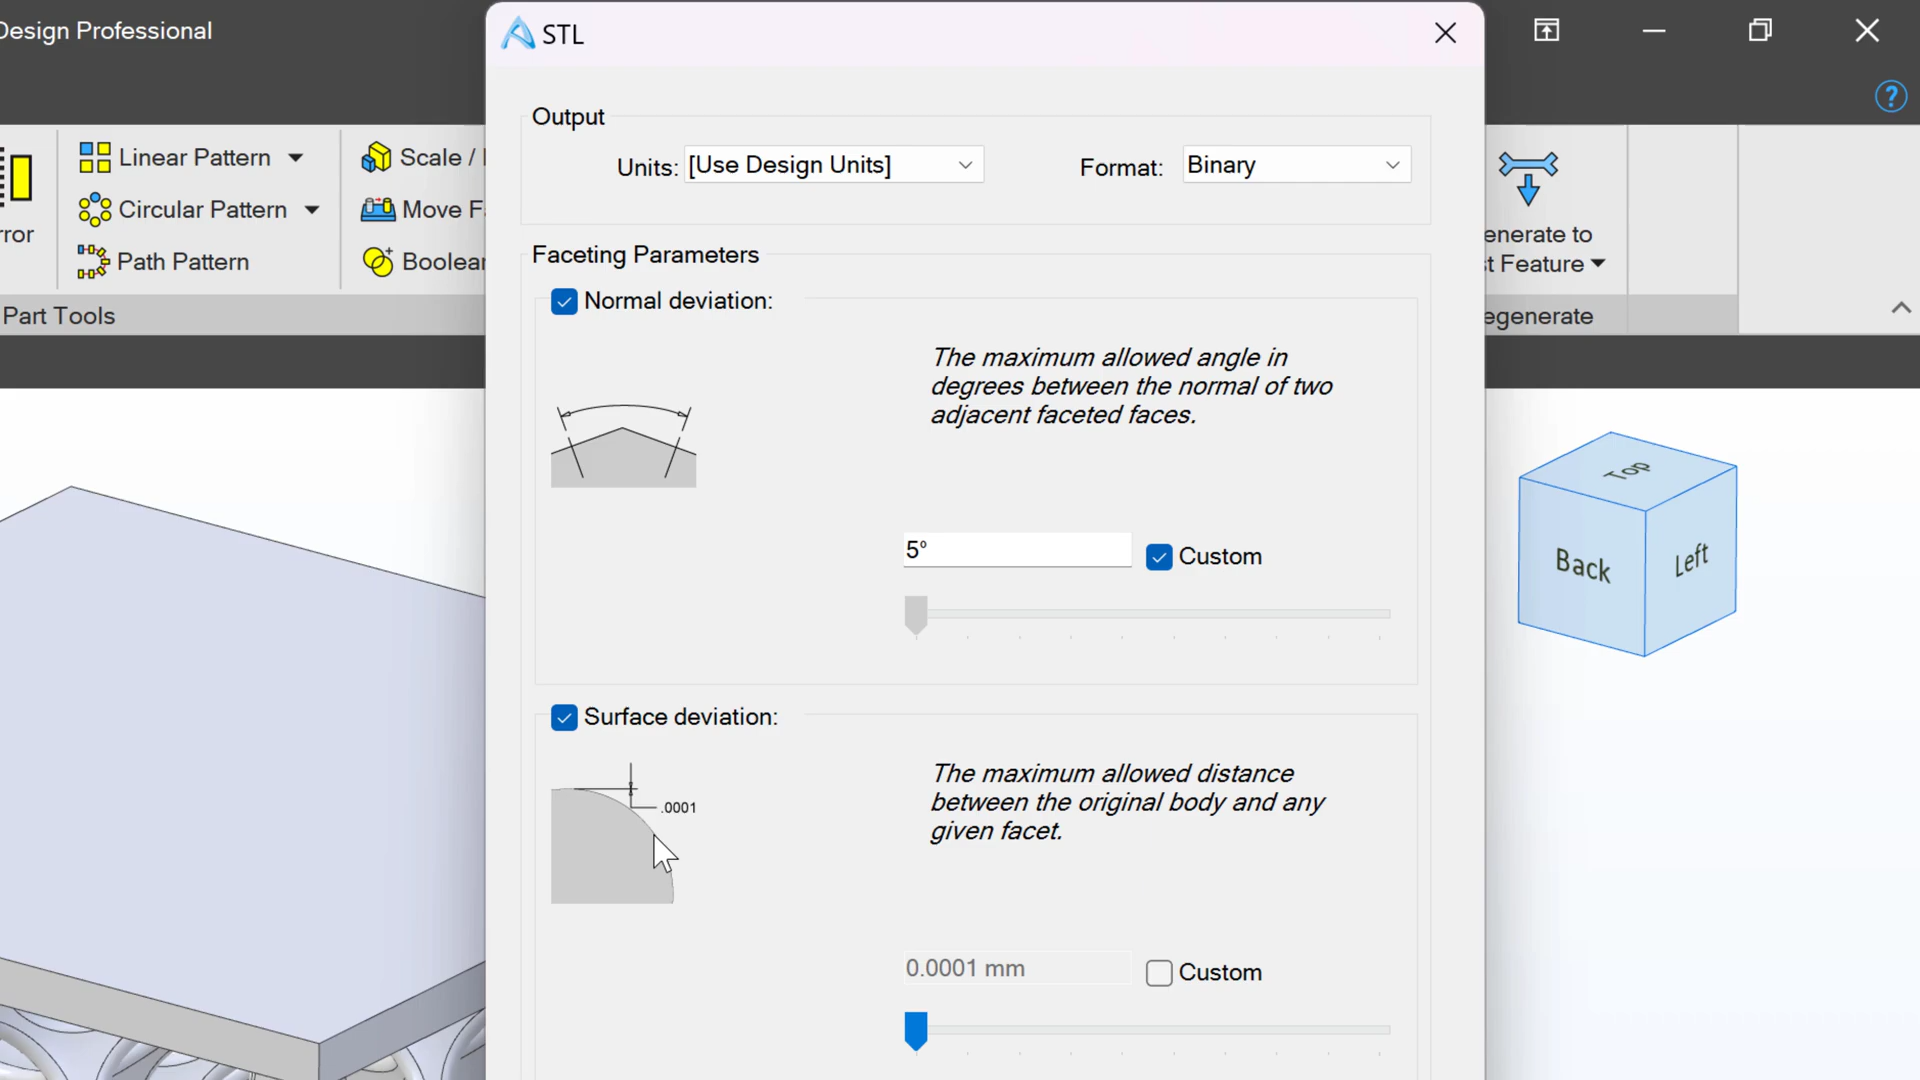 Design Professional
STL
Output
Units: [Use Design Units]
Format: Binary
Linear Pattern
Circular Pattern
Path Pattern
Scale /
Move F
Boolean
Part Tools
Faceting Parameters
Normal deviation:
The maximum allowed angle in
degrees between the normal of two
adjacent faceted faces.
5°
Custom
Surface deviation:
.0001
The maximum allowed distance
between the original body and any
given facet.
0.0001 mm
Custom
enerate to
t Feature
egenerate
Top
Back
Left
?